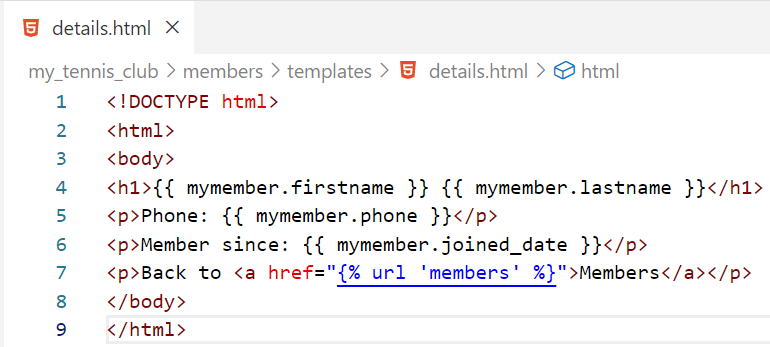 details.html ×
my_tennis_club > members > templates > details.html > html
1 <!DOCTYPE html>
2 <html>
3 <body>
4 <h1>{{ mymember.firstname }} {{ mymember.lastname }}</h1>
5 <p>Phone: {{ mymember.phone }}</p>
6 <p>Member since: {{ mymember.joined_date }}</p>
7 <p>Back to <a href="{% url 'members' %}">Members</a></p>
8 </body>
9 </html>